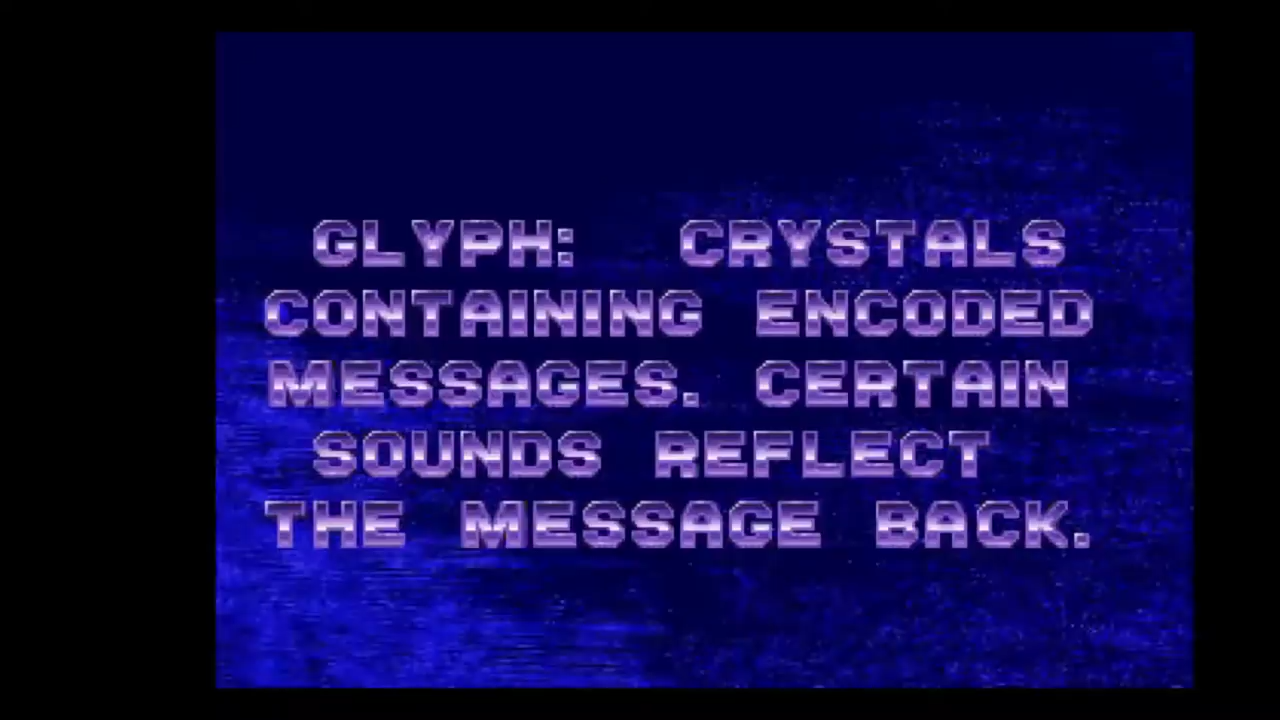 GLYPH: CRYSTALS
CONTAINING ENCODED
MESSAGES. CERTAIN
SOUNDS REFLECT
THE MESSAGE BACK.